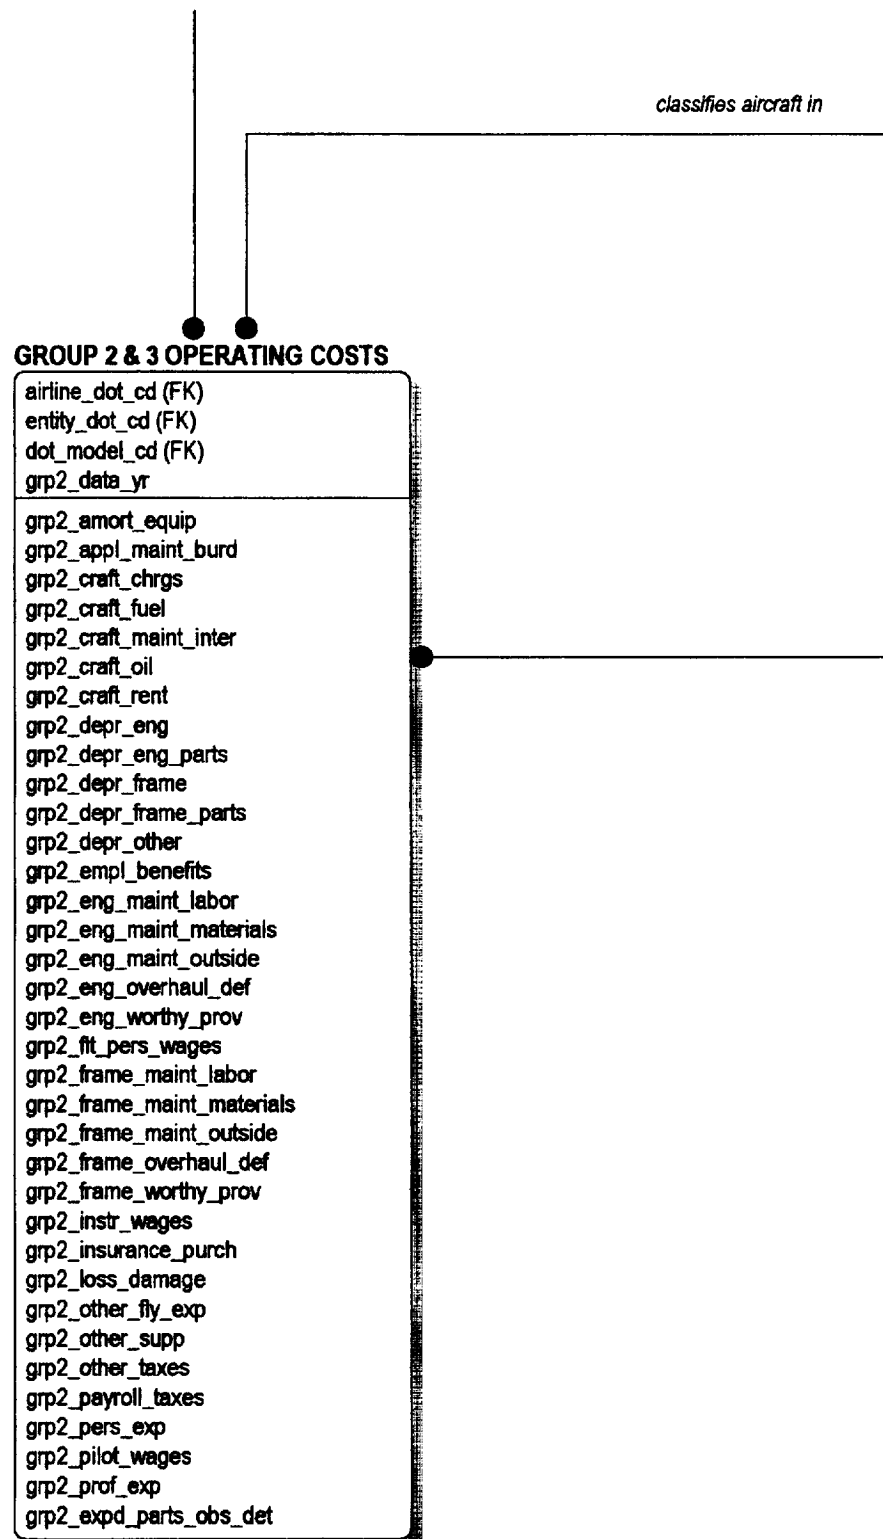 classifies aircraft in
GROUP 2 & 3 OPERATING COSTS
airline_dot_cd (FK)
entity_dot_cd (FK)
dot_model_cd (FK)
grp2_data_yr
grp2_amort_equip
grp2_appl_maint_burd
grp2_craft_chrgs
grp2_craft_fuel
grp2_craft_maint_inter
grp2_craft_oil
grp2_craft_rent
grp2_depr_eng
grp2_depr_eng_parts
grp2_depr_frame
grp2_depr_frame_parts
grp2_depr_other
grp2_empl_benefits
grp2_eng_maint_labor
grp2_eng_maint_materials
grp2_eng_maint_outside
grp2_eng_overhaul_def
grp2_eng_worthy_prov
grp2_flt_pers_wages
grp2_frame_maint_labor
grp2_frame_maint_materials
grp2_frame_maint_outside
grp2_frame_overhaul_def
grp2_frame_worthy_prov
grp2_instr_wages
grp2_insurance_purch
grp2_loss_damage
grp2_other_fly_exp
grp2_other_supp
grp2_other_taxes
grp2_payroll_taxes
grp2_pers_exp
grp2_pilot_wages
grp2_prof_exp
grp2_expd_parts_obs_det